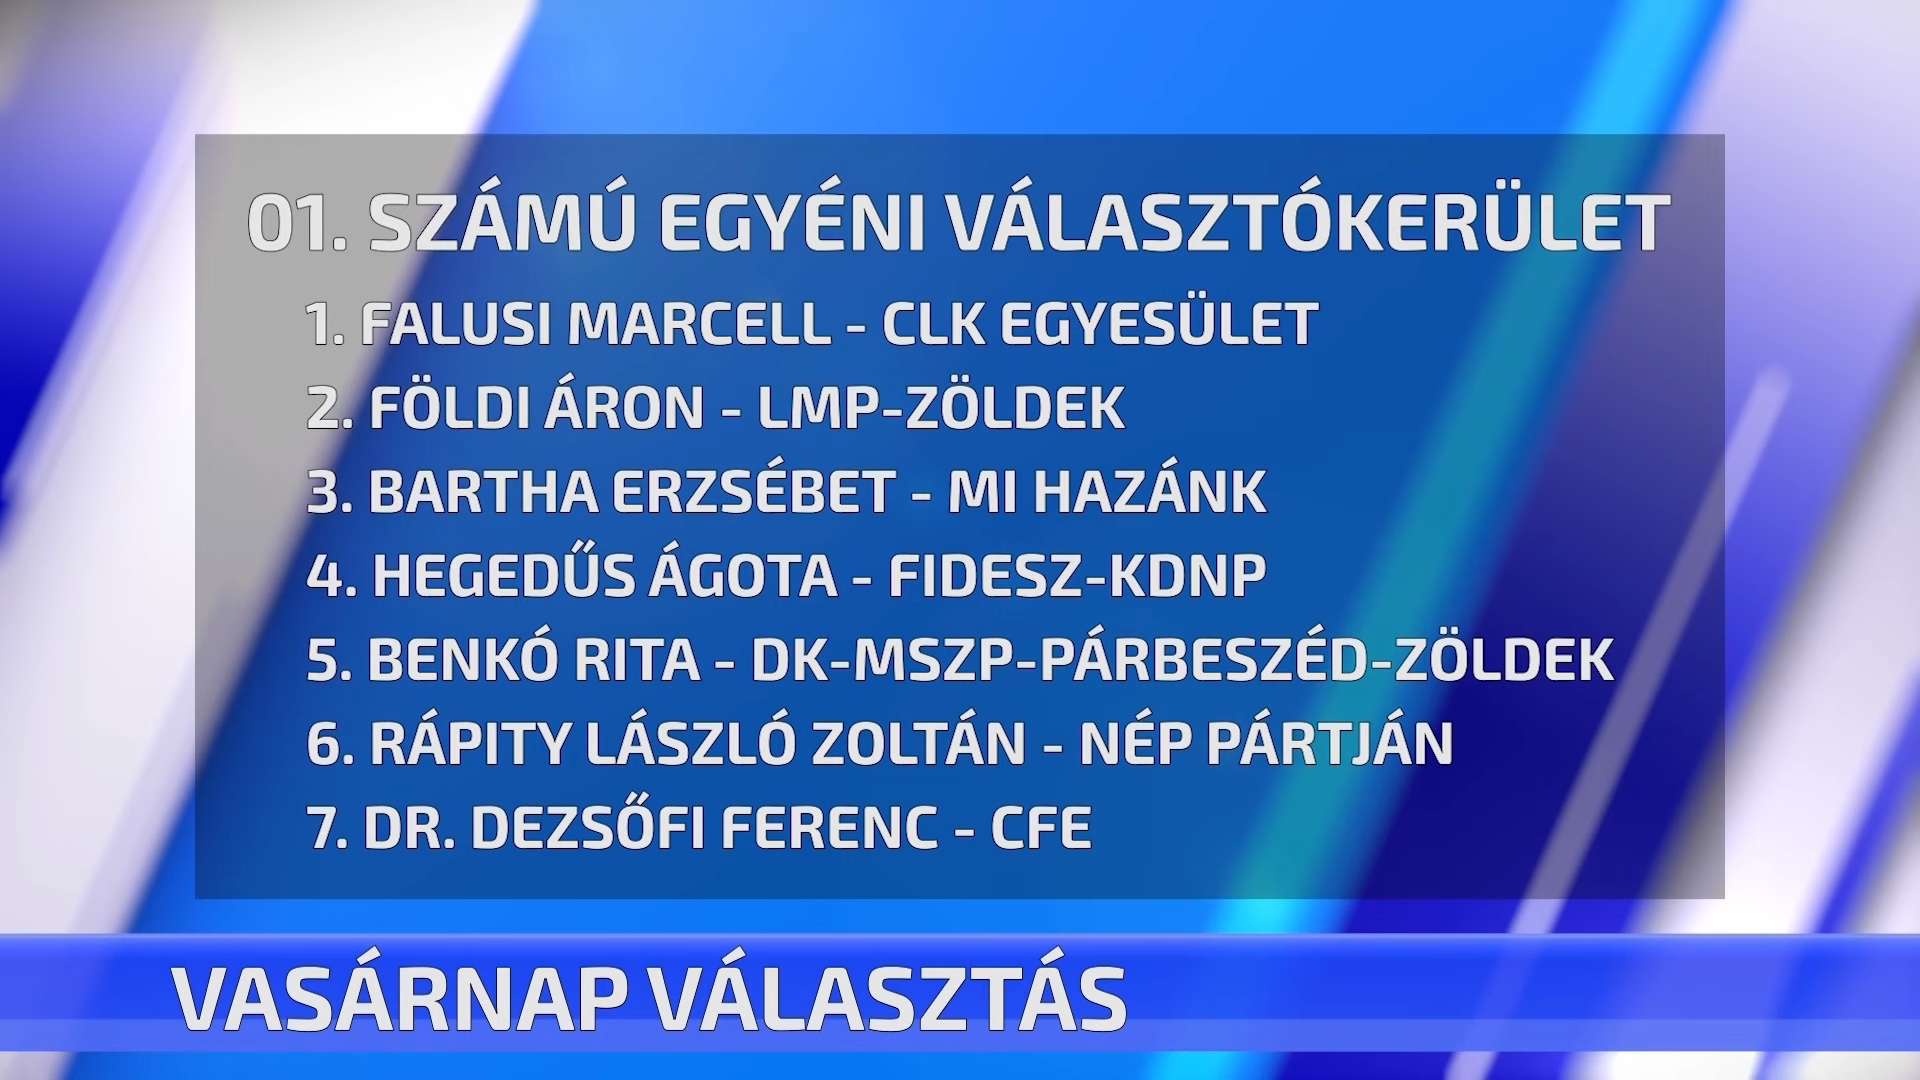 01. SZÁMÚ EGYÉNI VÁLASZTÓKERÜLET
1. FALUSI MARCELL - CLK EGYESÜLET
2. FÖLDI ÁRON - LMP-ZÖLDEK
3. BARTHA ERZSÉBET - MI HAZÁNK
4. HEGEDŰS ÁGOTA - FIDESZ-KDNP
5. BENKÓ RITA - DK-MSZP-PÁRBESZÉD-ZÖLDEK
6. RÁPITY LÁSZLÓ ZOLTÁN - NÉP PÁRTJÁN
7. DR. DEZSŐFI FERENC - CFE
VASÁRNAP VÁLASZTÁS